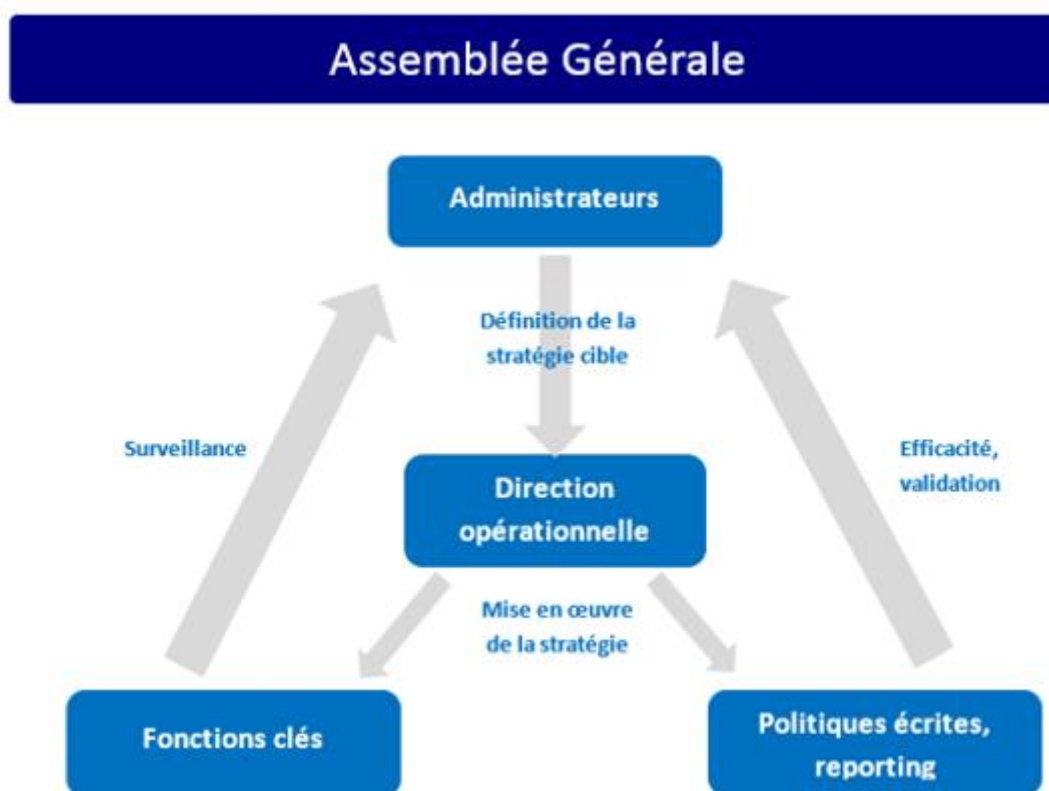 Assemblée Générale
Administrateurs
Définition de la
stratégie cible
Surveillance
Efficacité,
validation
Direction
opérationnelle
Mise en œuvre
de la stratégie
Fonctions clés
Politiques écrites,
reporting